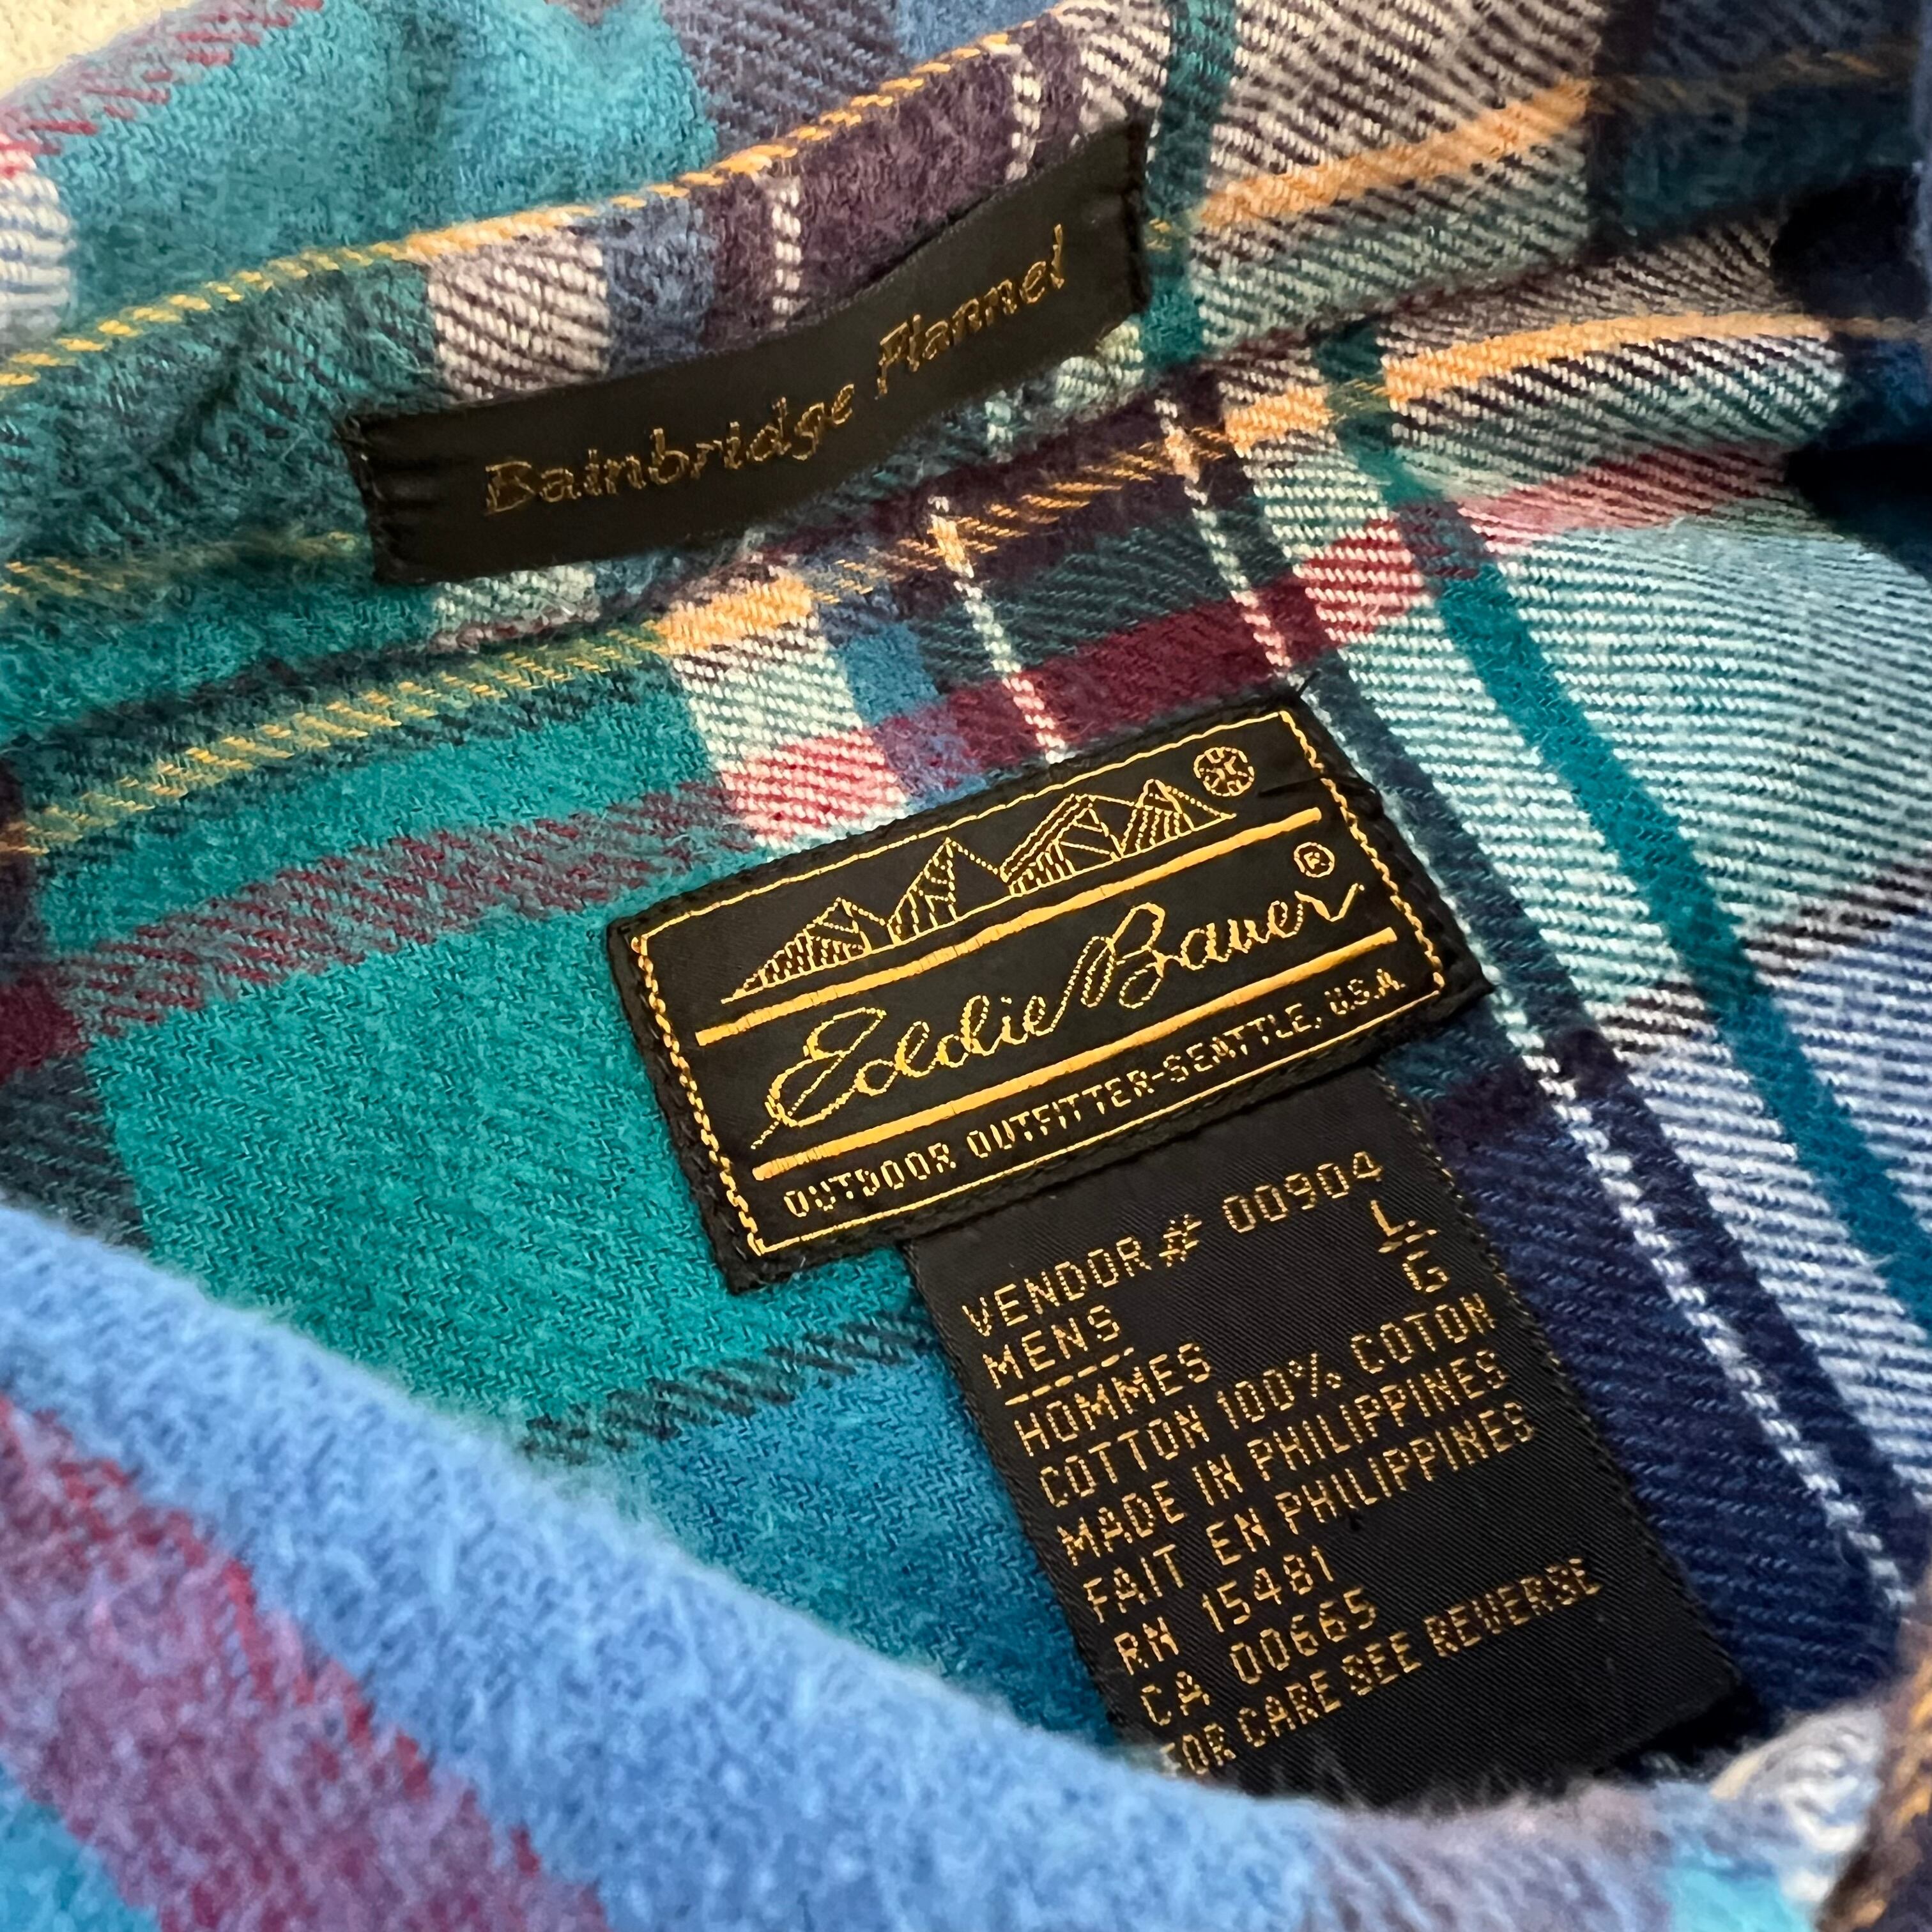 Bainbridge Flannel
Eddie Bauer®
OUTDOOR OUTFITTER-SEATTLE, U.S.A
VENDOR # 00904
MENS L
HOMMES G
COTTON 100% COTON
MADE IN PHILIPPINES
FAIT EN PHILIPPINES
RN 15481
CA 00665
FOR CARE SEE REVERSE